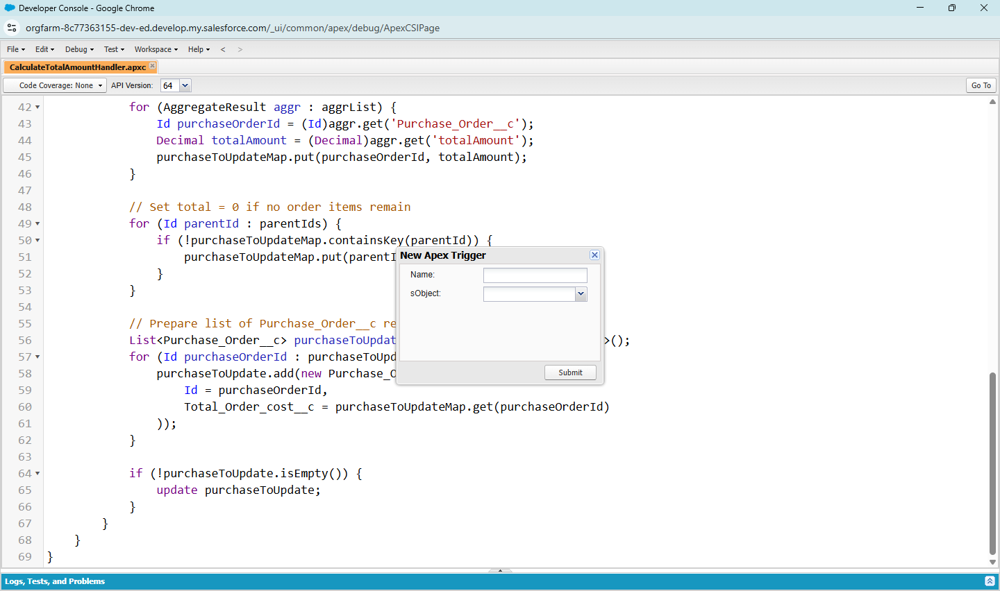 Developer Console - Google Chrome
orgfarm-8c77363155-dev-ed.develop.my.salesforce.com/_ui/common/apex/debug/ApexCSIPage
File Edit Debug Test Workspace Help < >
CalculateTotalAmountHandler.apxc
Code Coverage: None API Version: 64 Go To
42 for (AggregateResult aggr : aggrList) {
43 Id purchaseOrderId = (Id)aggr.get('Purchase_Order__c');
44 Decimal totalAmount = (Decimal)aggr.get('totalAmount');
45 purchaseToUpdateMap.put(purchaseOrderId, totalAmount);
46 }
47
48 // Set total = 0 if no order items remain
49 for (Id parentId : parentIds) {
50 if (!purchaseToUpdateMap.containsKey(parentId)) {
51 purchaseToUpdateMap.put(parentI
52 }
53 }
54
55 // Prepare list of Purchase_Order__c re
56 List<Purchase_Order__c> purchaseToUpdat >();
57 for (Id purchaseOrderId : purchaseToUpd
58 purchaseToUpdate.add(new Purchase_O
59 Id = purchaseOrderId,
60 Total_Order_cost__c = purchaseToUpdateMap.get(purchaseOrderId)
61 ));
62 }
63
64 if (!purchaseToUpdate.isEmpty()) {
65 update purchaseToUpdate;
66 }
67 }
68 }
69 }
New Apex Trigger
Name:
sObject:
Submit
Logs, Tests, and Problems